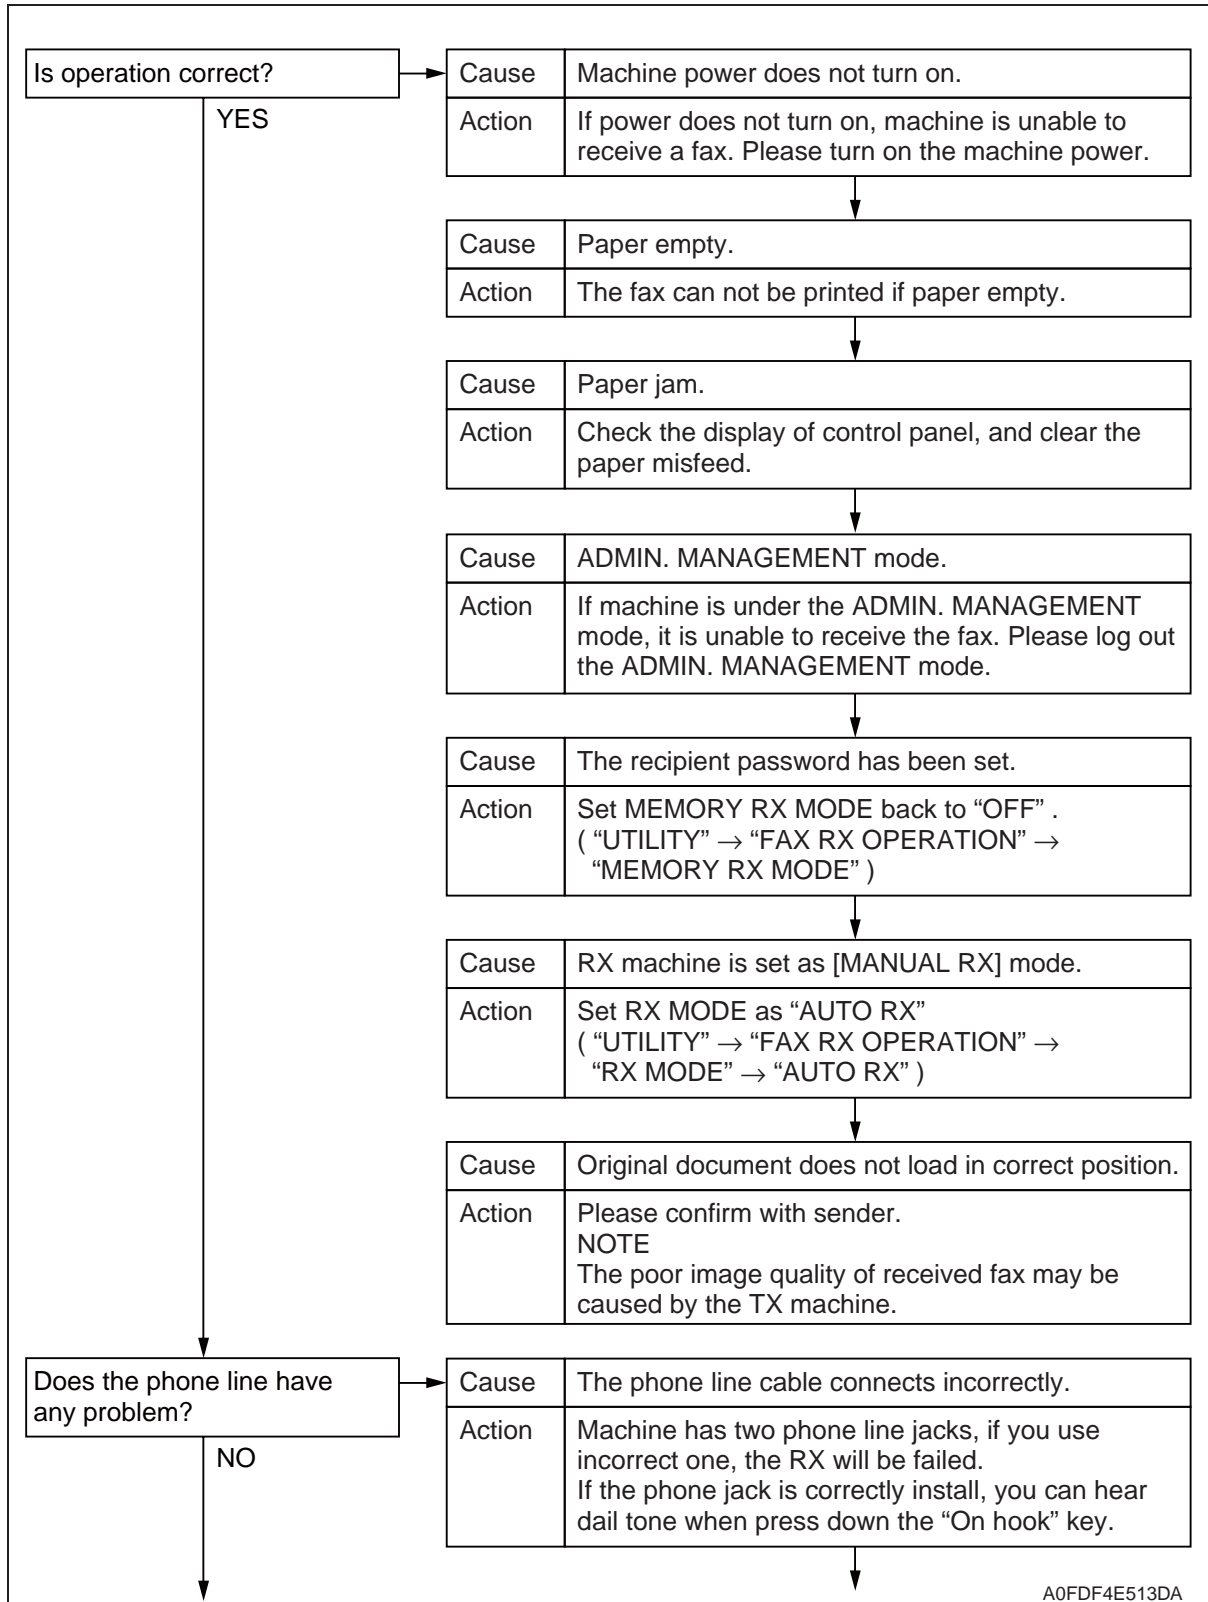 Is operation correct?
YES
Cause Machine power does not turn on.
Action If power does not turn on, machine is unable to
receive a fax. Please turn on the machine power.
Cause Paper empty.
Action The fax can not be printed if paper empty.
Cause Paper jam.
Action Check the display of control panel, and clear the
paper misfeed.
Cause ADMIN. MANAGEMENT mode.
Action If machine is under the ADMIN. MANAGEMENT
mode, it is unable to receive the fax. Please log out
the ADMIN. MANAGEMENT mode.
Cause The recipient password has been set.
Action Set MEMORY RX MODE back to “OFF” .
( “UTILITY” → “FAX RX OPERATION” →
“MEMORY RX MODE” )
Cause RX machine is set as [MANUAL RX] mode.
Action Set RX MODE as “AUTO RX”
( “UTILITY” → “FAX RX OPERATION” →
“RX MODE” → “AUTO RX” )
Cause Original document does not load in correct position.
Action Please confirm with sender.
NOTE
The poor image quality of received fax may be
caused by the TX machine.
Does the phone line have
any problem?
NO
Cause The phone line cable connects incorrectly.
Action Machine has two phone line jacks, if you use
incorrect one, the RX will be failed.
If the phone jack is correctly install, you can hear
dail tone when press down the “On hook” key.
A0FDF4E513DA